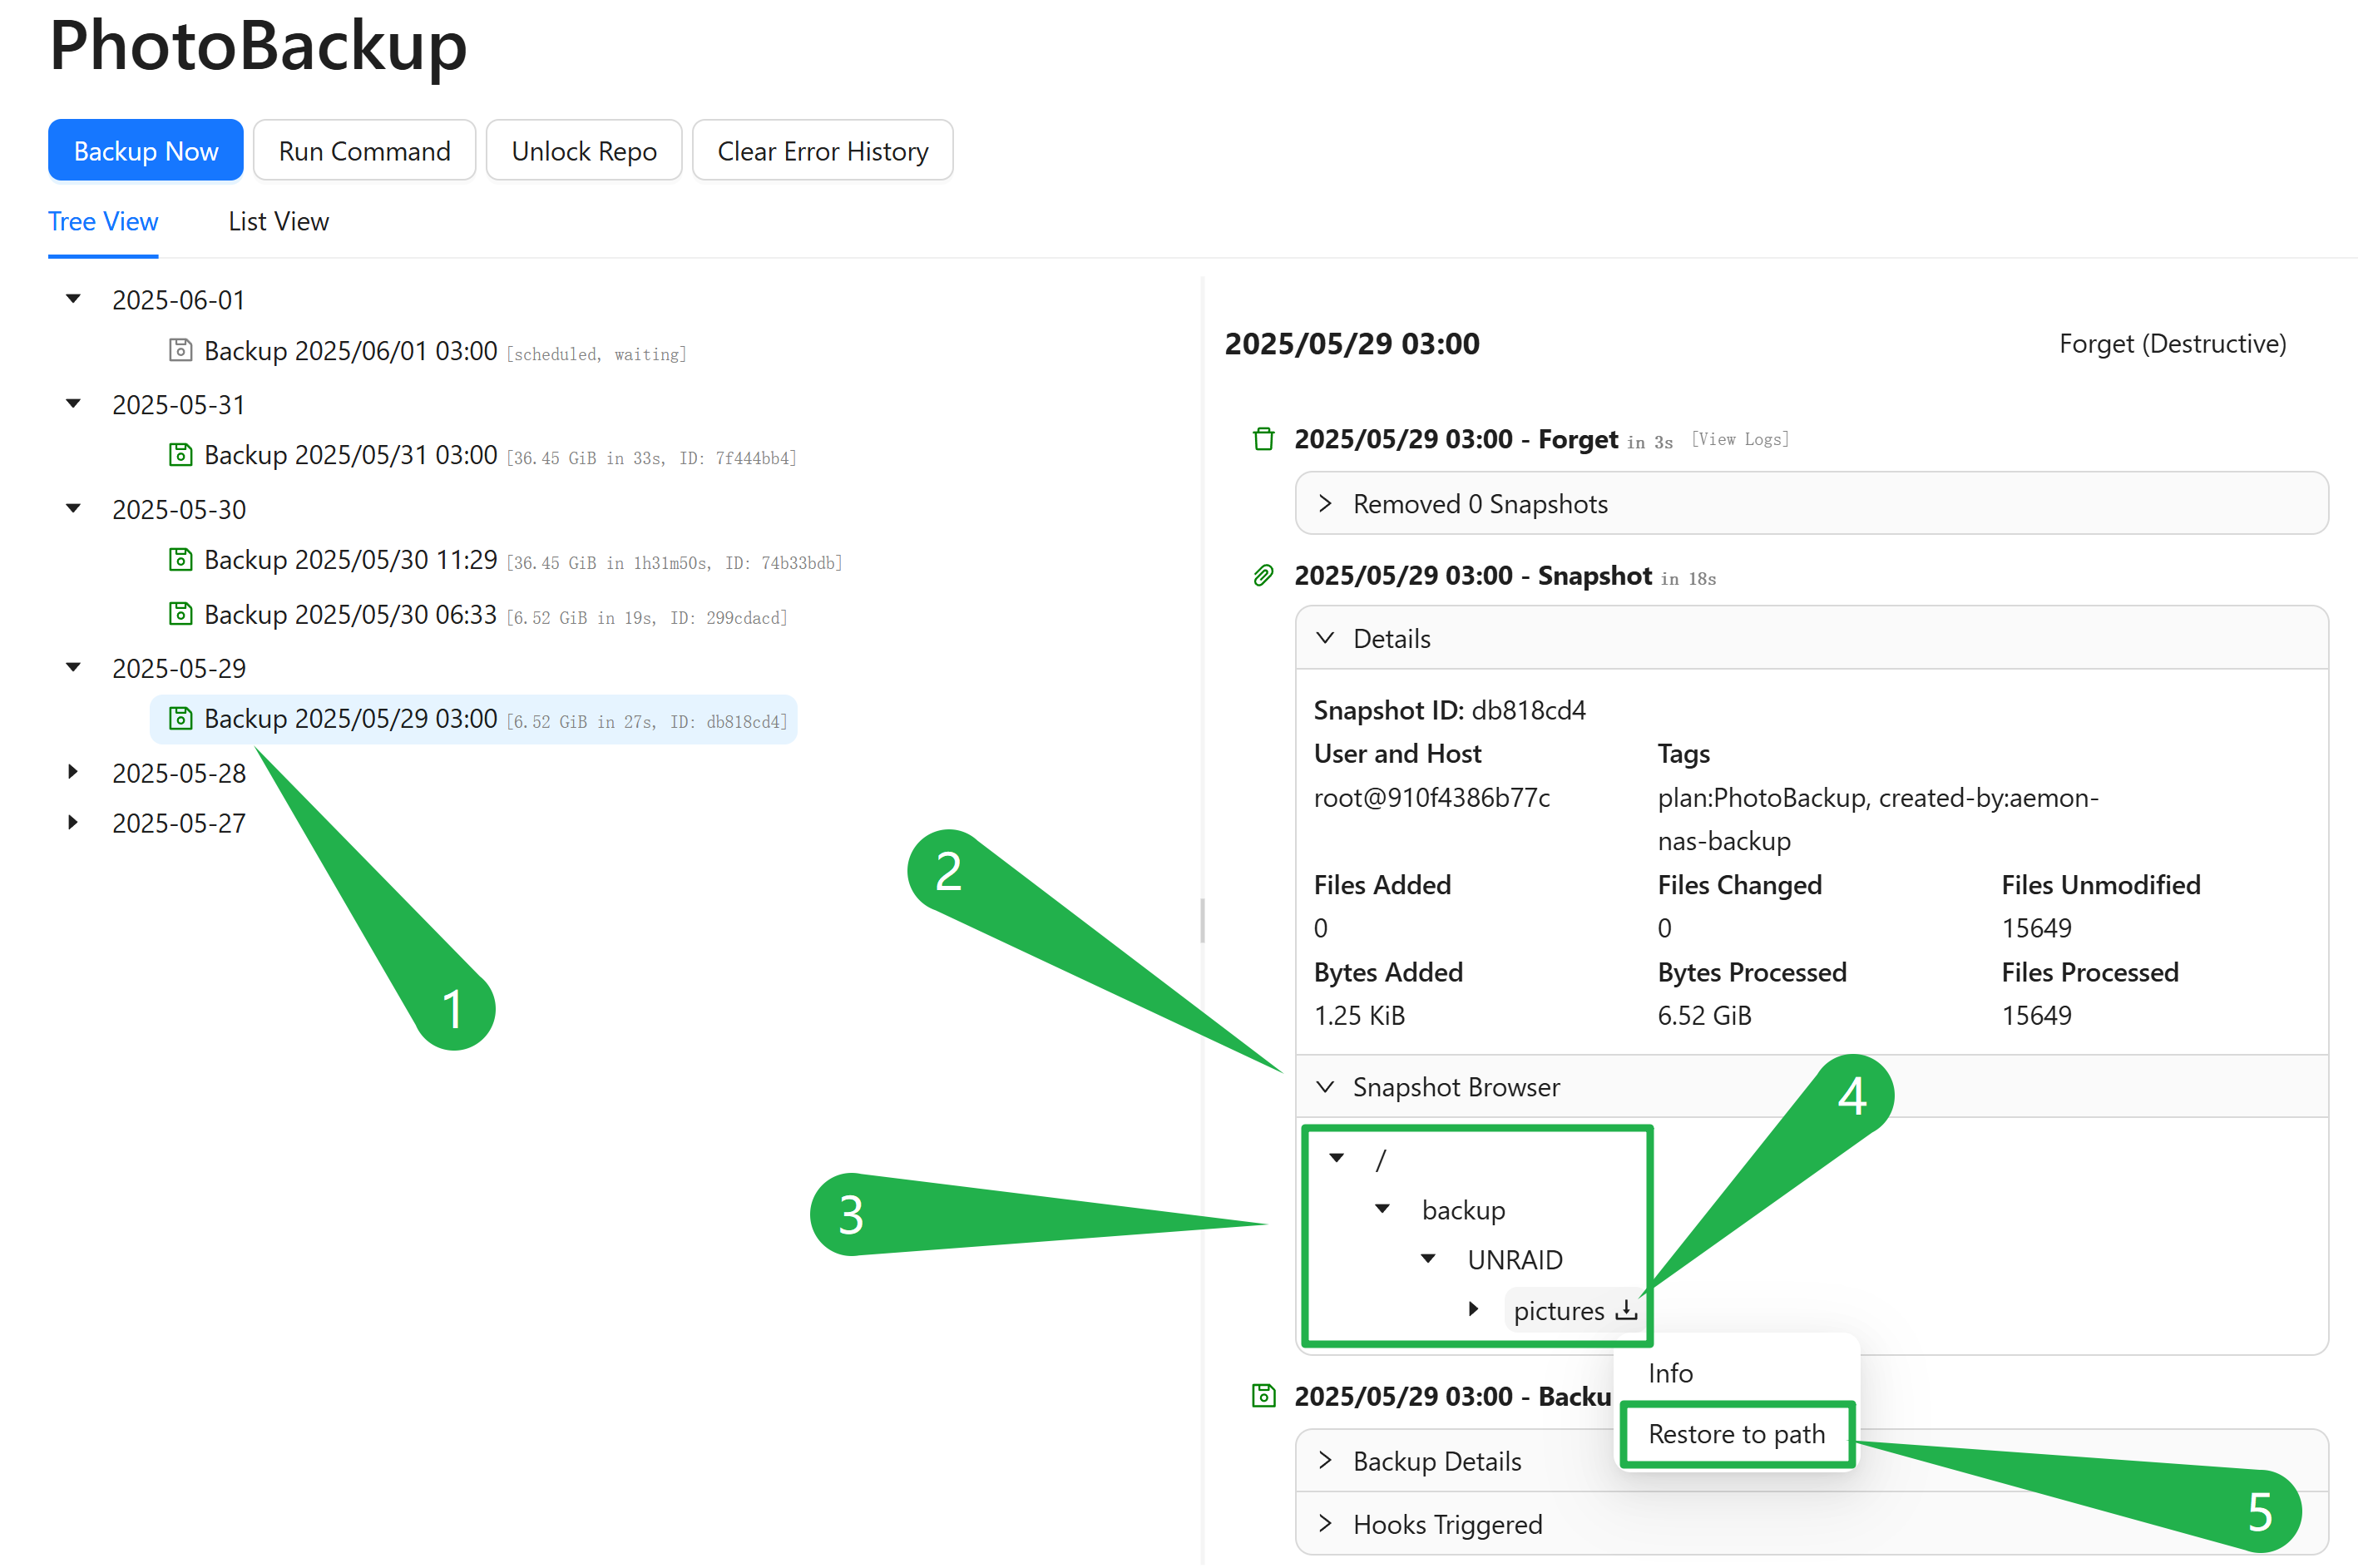 PhotoBackup
Backup Now
Run Command
Unlock Repo
Clear Error History
Tree View
List View
2025-06-01
Backup 2025/06/01 03:00 [scheduled, waiting]
2025-05-31
Backup 2025/05/31 03:00 [36.45 GiB in 33s, ID: 7f444bb4]
2025-05-30
Backup 2025/05/30 11:29 [36.45 GiB in 1h31m50s, ID: 74b33bdb]
Backup 2025/05/30 06:33 [6.52 GiB in 19s, ID: 299cdacd]
2025-05-29
Backup 2025/05/29 03:00 [6.52 GiB in 27s, ID: db818cd4]
2025-05-28
2025-05-27
1
2
3
2025/05/29 03:00
Forget (Destructive)
2025/05/29 03:00 - Forget in 3s [View Logs]
Removed 0 Snapshots
2025/05/29 03:00 - Snapshot in 18s
Details
Snapshot ID: db818cd4
User and Host
Tags
root@910f4386b77c
plan:PhotoBackup, created-by:aemon-
nas-backup
Files Added
Files Changed
Files Unmodified
0
0
15649
Bytes Added
Bytes Processed
Files Processed
1.25 KiB
6.52 GiB
15649
Snapshot Browser
4
/
backup
UNRAID
pictures
Info
2025/05/29 03:00 - Backu
Restore to path
Backup Details
5
Hooks Triggered